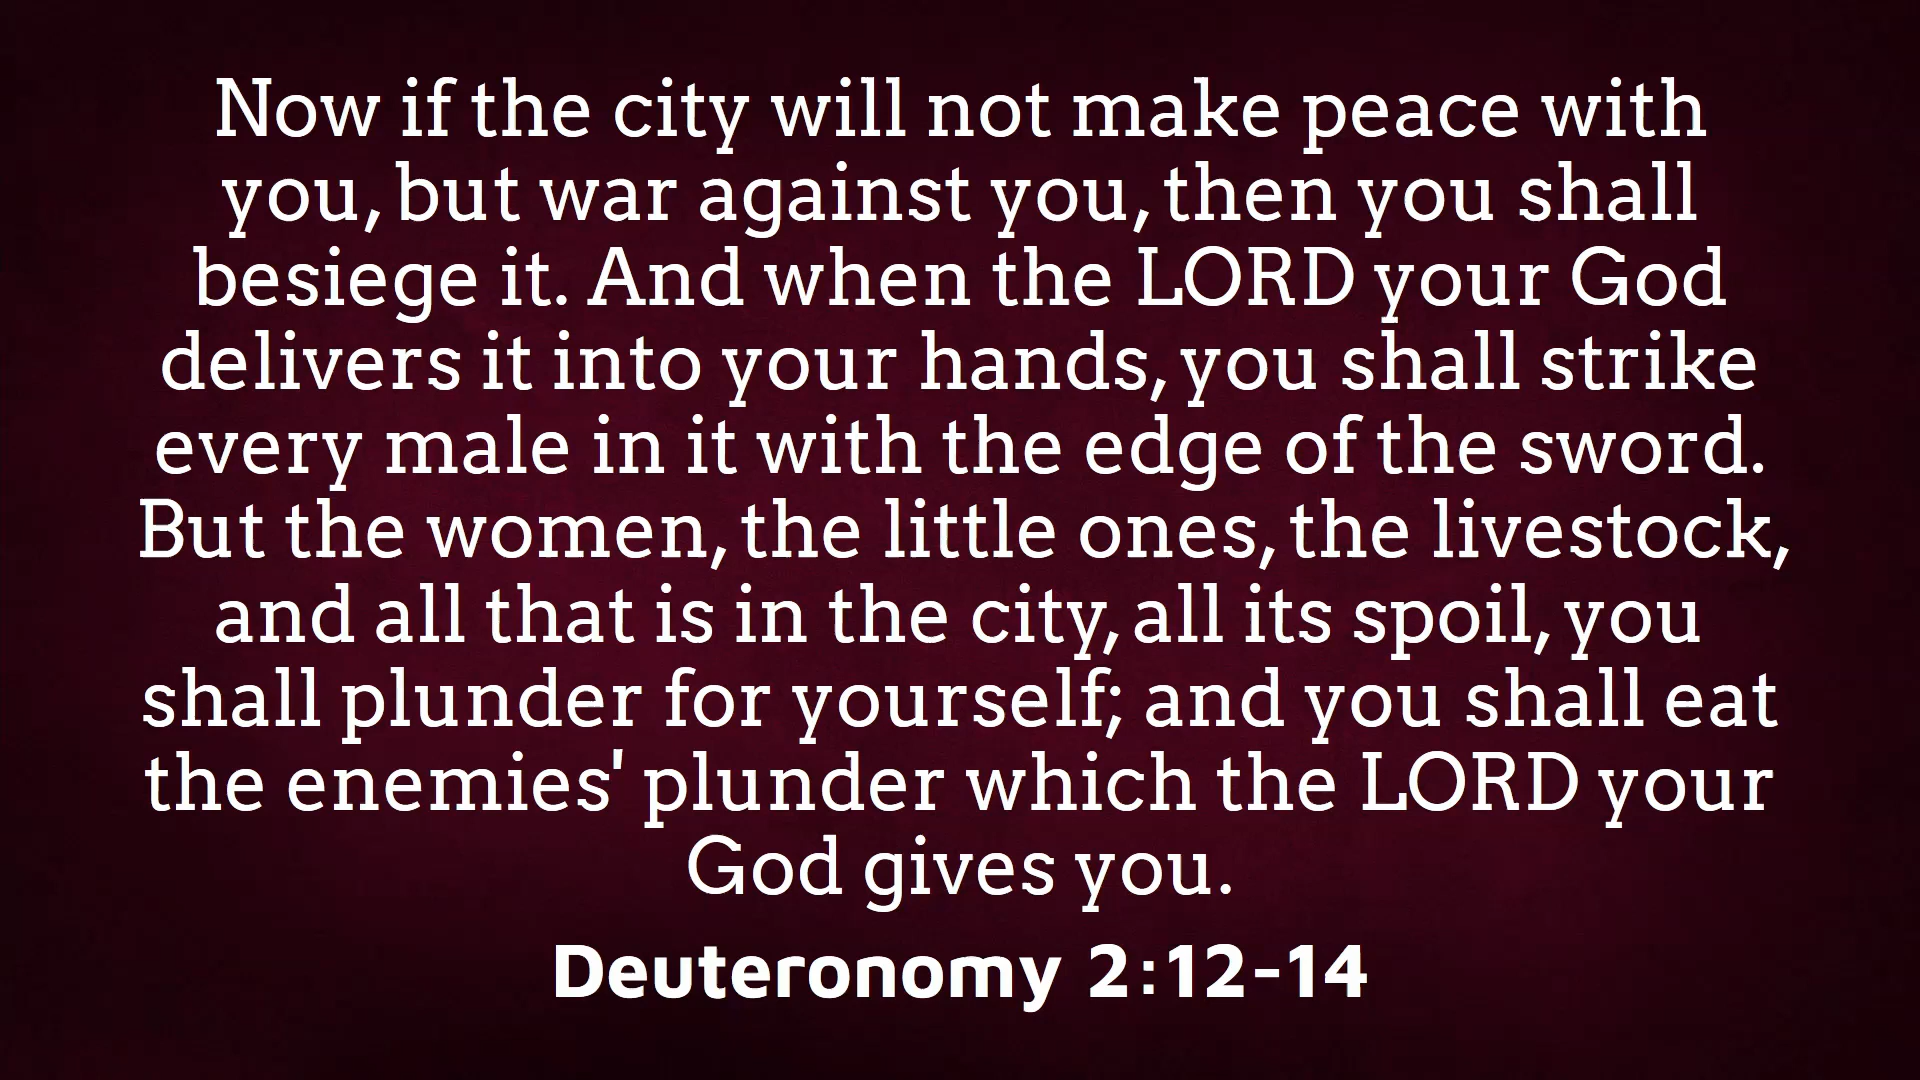 Now if the city will not make peace with
you, but war against you, then you shall
besiege it. And when the LORD your God
delivers it into your hands, you shall strike
every male in it with the edge of the sword.
But the women, the little ones, the livestock,
and all that is in the city, all its spoil, you
shall plunder for yourself; and you shall eat
the enemies' plunder which the LORD your
God gives you.
Deuteronomy 2:12-14